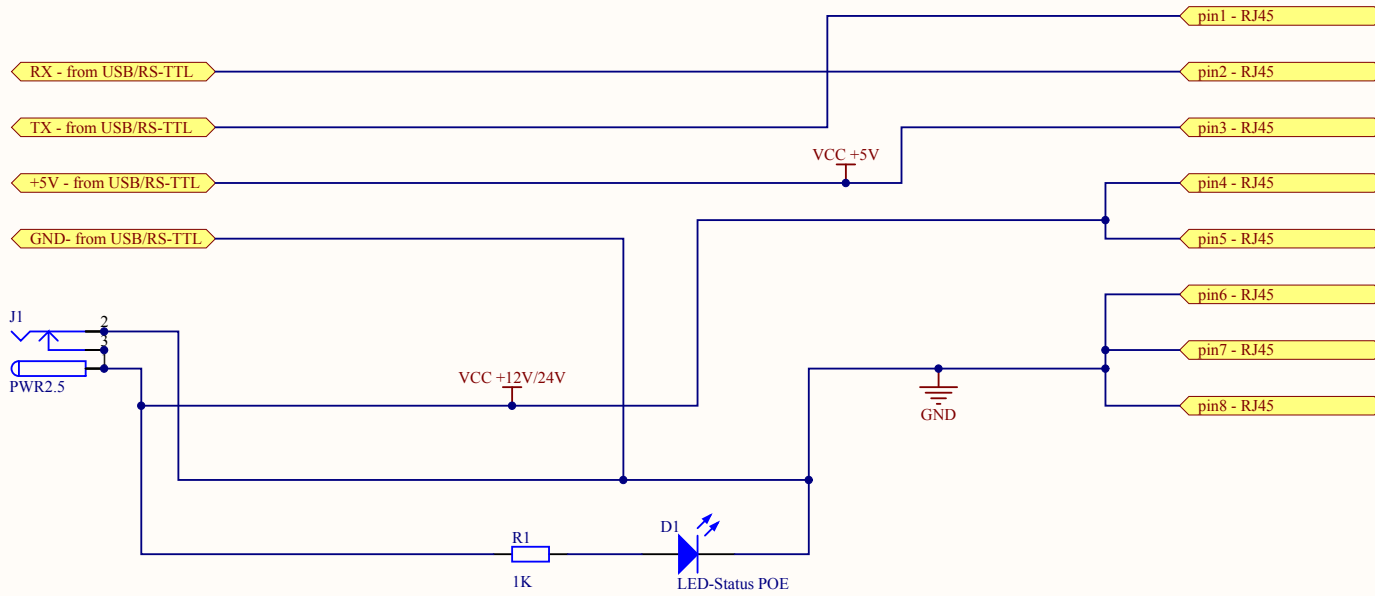 pin1 - RJ45
RX - from USB/RS-TTL
pin2 - RJ45
TX - from USB/RS-TTL
pin3 - RJ45
VCC +5V
+5V - from USB/RS-TTL
pin4 - RJ45
GND- from USB/RS-TTL
pin5 - RJ45
pin6 - RJ45
J1
2
3
pin7 - RJ45
PWR2.5
VCC +12V/24V
pin8 - RJ45
GND
R1
D1
1K
LED-Status POE